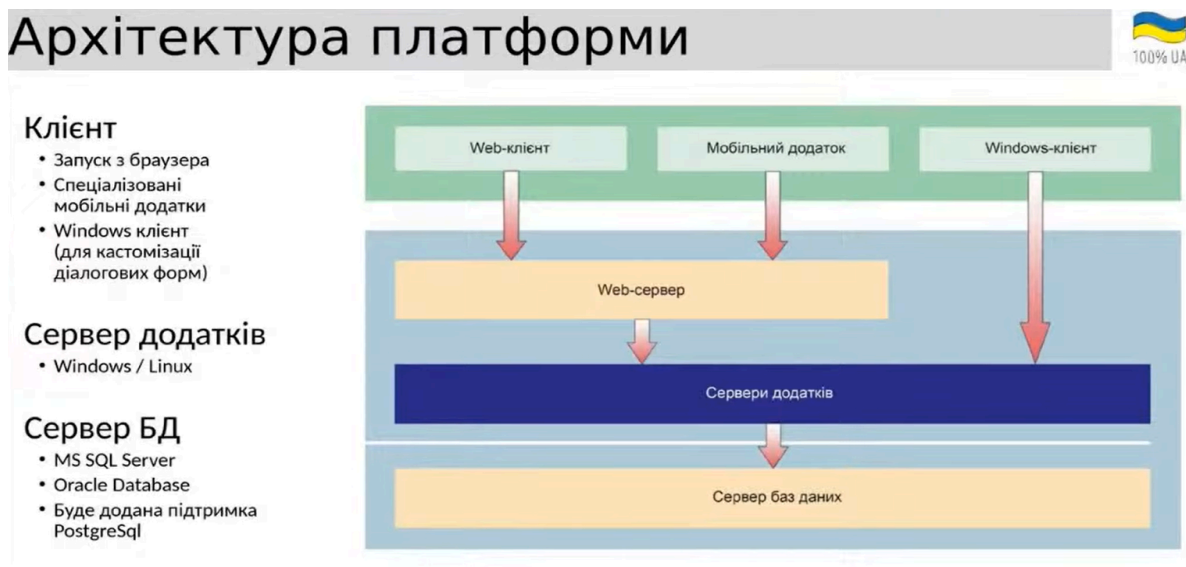 Архітектура платформи
100% UA
Клієнт
• Запуск з браузера
• Спеціалізовані
мобільні додатки
• Windows клієнт
(для кастомізації
діалогових форм)
Сервер додатків
• Windows / Linux
Сервер БД
• MS SQL Server
• Oracle Database
• Буде додана підтримка
PostgreSql
Web-клієнт
Мобільний додаток
Windows-клієнт
Web-сервер
Сервери додатків
Сервер баз даних